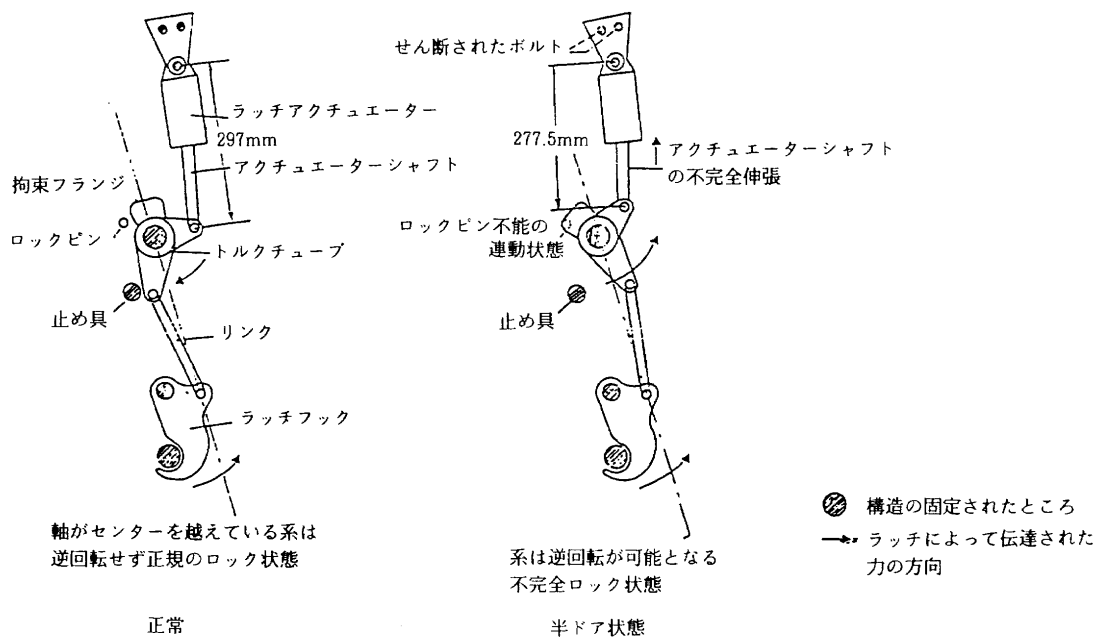 ラッチアクチュエーター
297mm
アクチュエーターシャフト
拘束フランジ
ロックピン
トルクチューブ
止め具
リンク
ラッチフック
軸がセンターを越えている系は
逆回転せず正規のロック状態
正常
せん断されたボルト
277.5mm
アクチュエーターシャフト
の不完全伸張
ロックピン不能の
連動状態
止め具
系は逆回転が可能となる
不完全ロック状態
半ドア状態
構造の固定されたところ
ラッチによって伝達された
力の方向